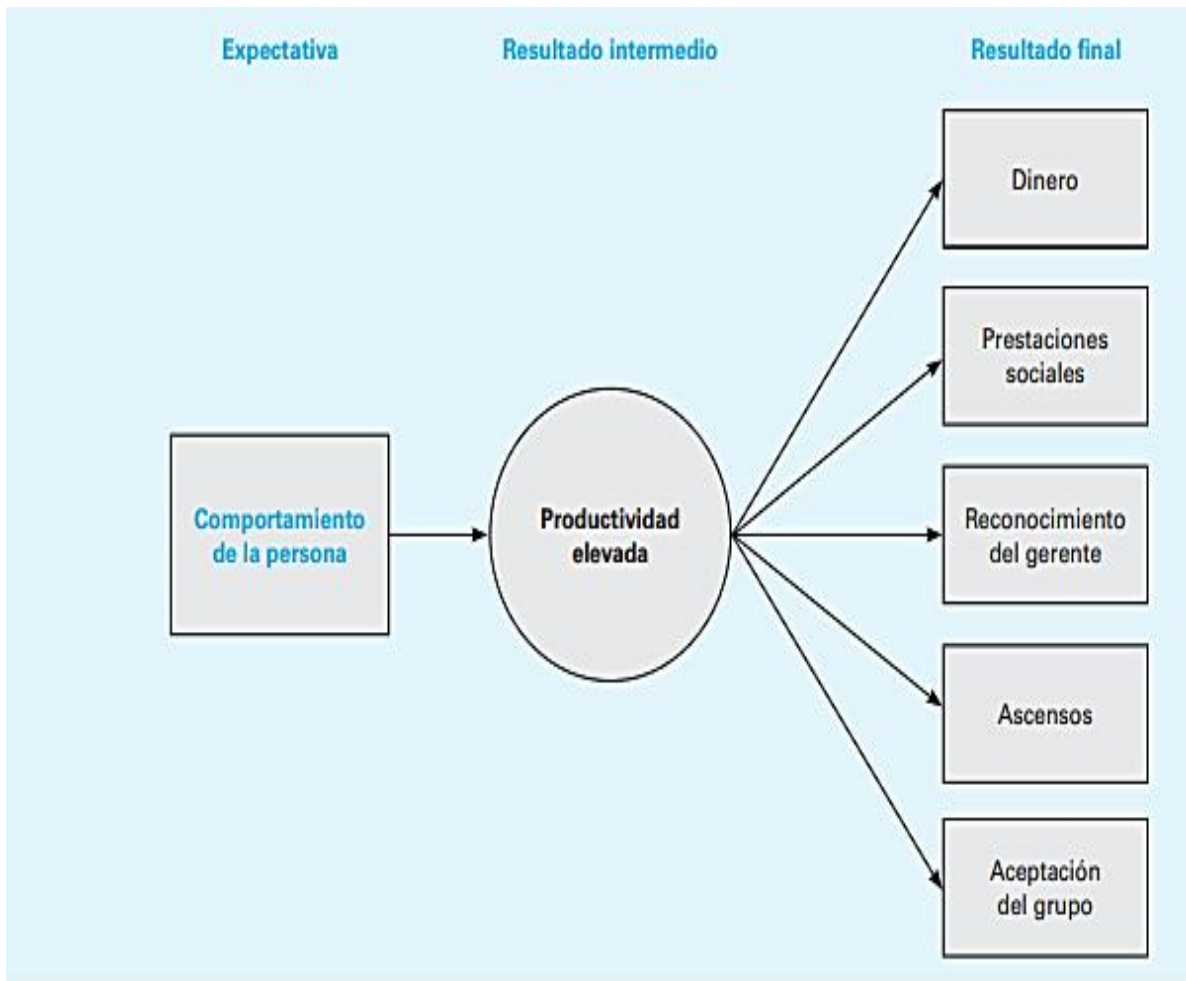 Expectativa
Resultado intermedio
Resultado final
Dinero
Prestaciones
sociales
Comportamiento
de la persona
Productividad
elevada
Reconocimiento
del gerente
Ascensos
Aceptación
del grupo